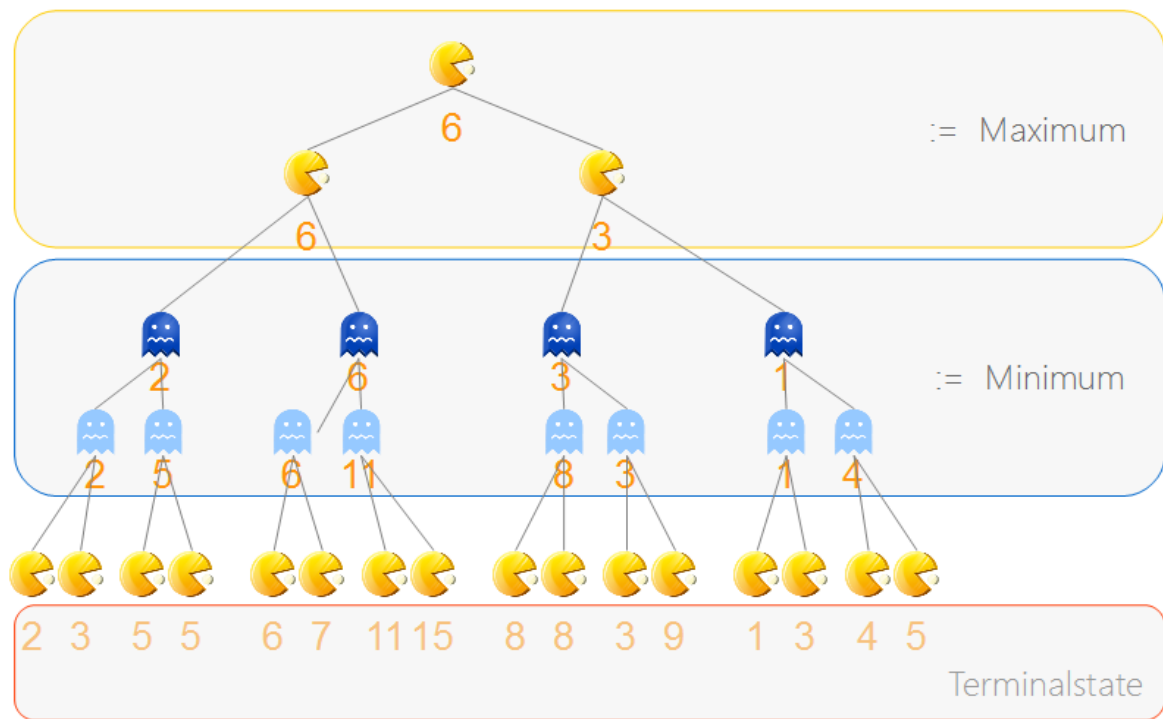 6
:= Maximum
6 3
2 6 3 1
:= Minimum
2 5 6 11 8 3 1 4
2 3 5 5 6 7 11 15 8 8 3 9 1 3 4 5
Terminalstate